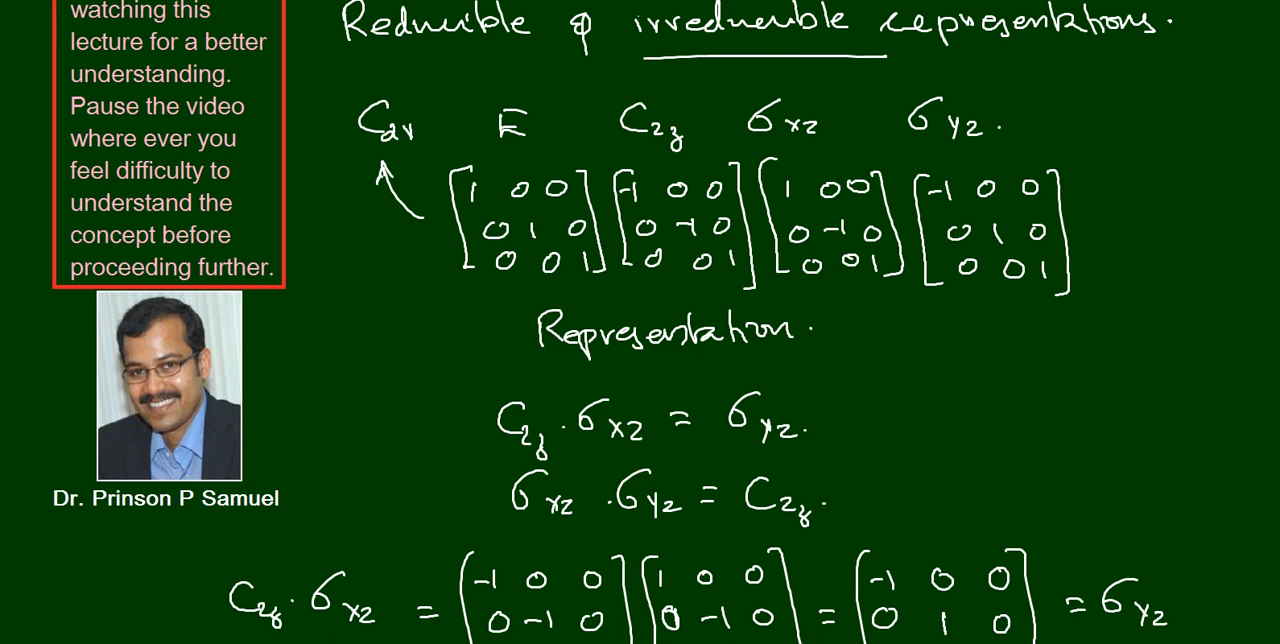 watching this
lecture for a better
understanding.
Pause the video
where ever you
feel difficulty to
understand the
concept before
proceeding further.
Dr. Prinson P Samuel
Reducible & irreducible representations.
C2v E C2z σxz σyz.
[1 0 0] [-1 0 0] [1 0 0] [-1 0 0]
[0 1 0] [0 -1 0] [0 -1 0] [0 1 0]
[0 0 1] [0 0 1] [0 0 1] [0 0 1]
Representation.
C2z . σxz = σyz.
σxz . σyz = C2z.
C2z . σxz = [-1 0 0] [1 0 0] = [-1 0 0] = σyz
[0 -1 0] [0 -1 0] [0 1 0]